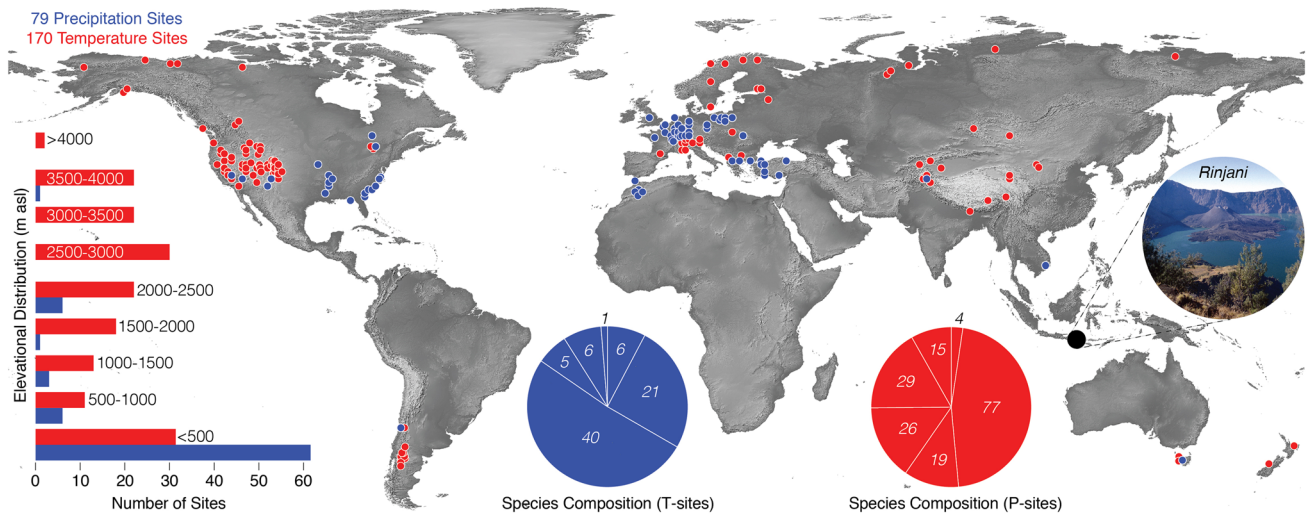 79 Precipitation Sites
170 Temperature Sites
Elevational Distribution (m asl)
>4000
3500-4000
3000-3500
2500-3000
2000-2500
1500-2000
1000-1500
500-1000
<500
0 10 20 30 40 50 60
Number of Sites
1
5 6 6
21
40
Species Composition (T-sites)
4
15
29
77
26
19
Species Composition (P-sites)
Rinjani